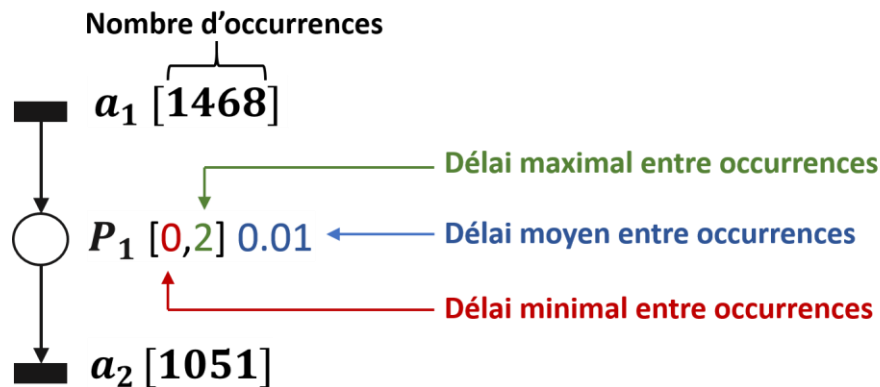 Nombre d'occurrences
a₁ [1468]
Délai maximal entre occurrences
P₁ [0,2] 0.01
Délai moyen entre occurrences
Délai minimal entre occurrences
a₂ [1051]